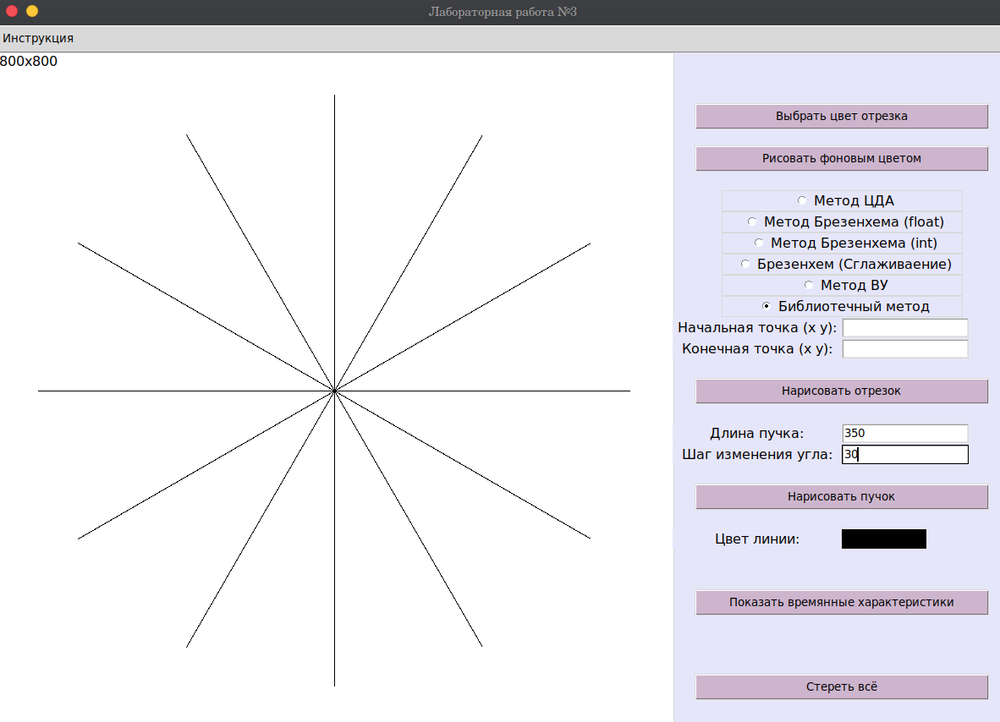 Лабораторная работа №3
Инструкция
800x800
Выбрать цвет отрезка
Рисовать фоновым цветом
Метод ЦДА
Метод Брезенхема (float)
Метод Брезенхема (int)
Брезенхем (Сглаживаение)
Метод ВУ
Библиотечный метод
Начальная точка (x y):
Конечная точка (x y):
Нарисовать отрезок
Длина пучка: 350
Шаг изменения угла: 30
Нарисовать пучок
Цвет линии:
Показать времянные характеристики
Стереть всё